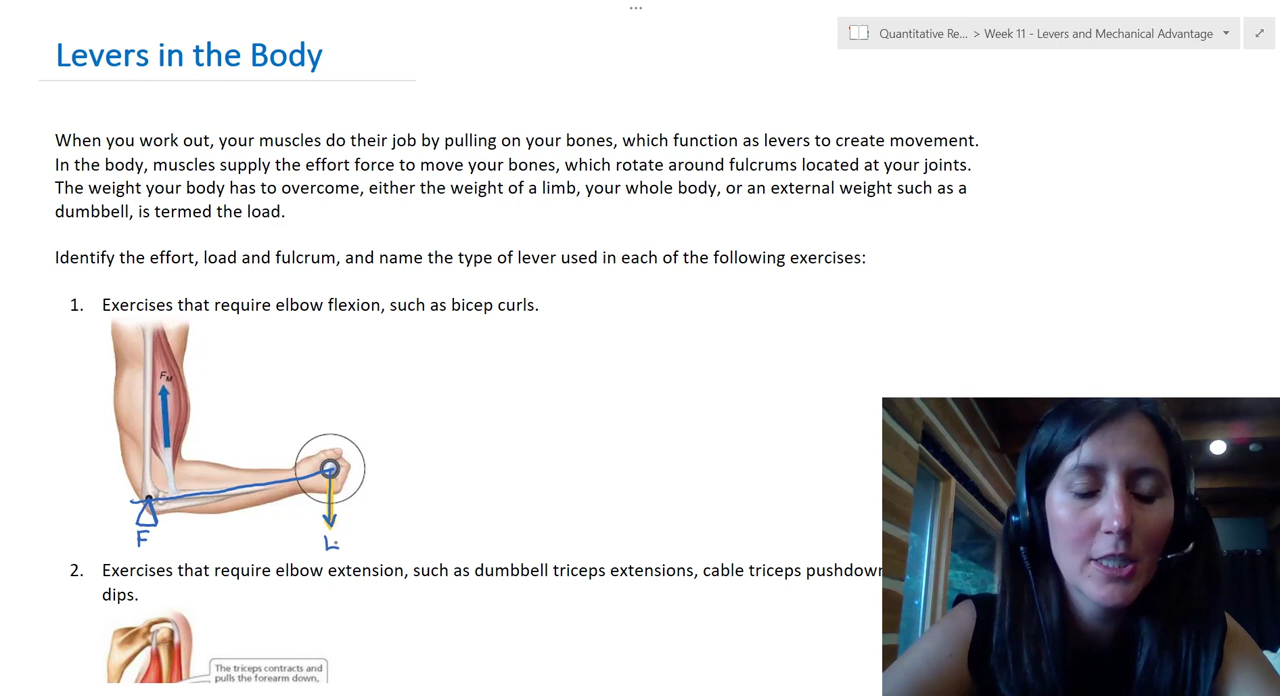 Quantitative Re... > Week 11 - Levers and Mechanical Advantage
Levers in the Body
When you work out, your muscles do their job by pulling on your bones, which function as levers to create movement.
In the body, muscles supply the effort force to move your bones, which rotate around fulcrums located at your joints.
The weight your body has to overcome, either the weight of a limb, your whole body, or an external weight such as a
dumbbell, is termed the load.
Identify the effort, load and fulcrum, and name the type of lever used in each of the following exercises:
1. Exercises that require elbow flexion, such as bicep curls.
FM
F
L
2. Exercises that require elbow extension, such as dumbbell triceps extensions, cable triceps pushdown
dips.
The triceps contracts and
pulls the forearm down,